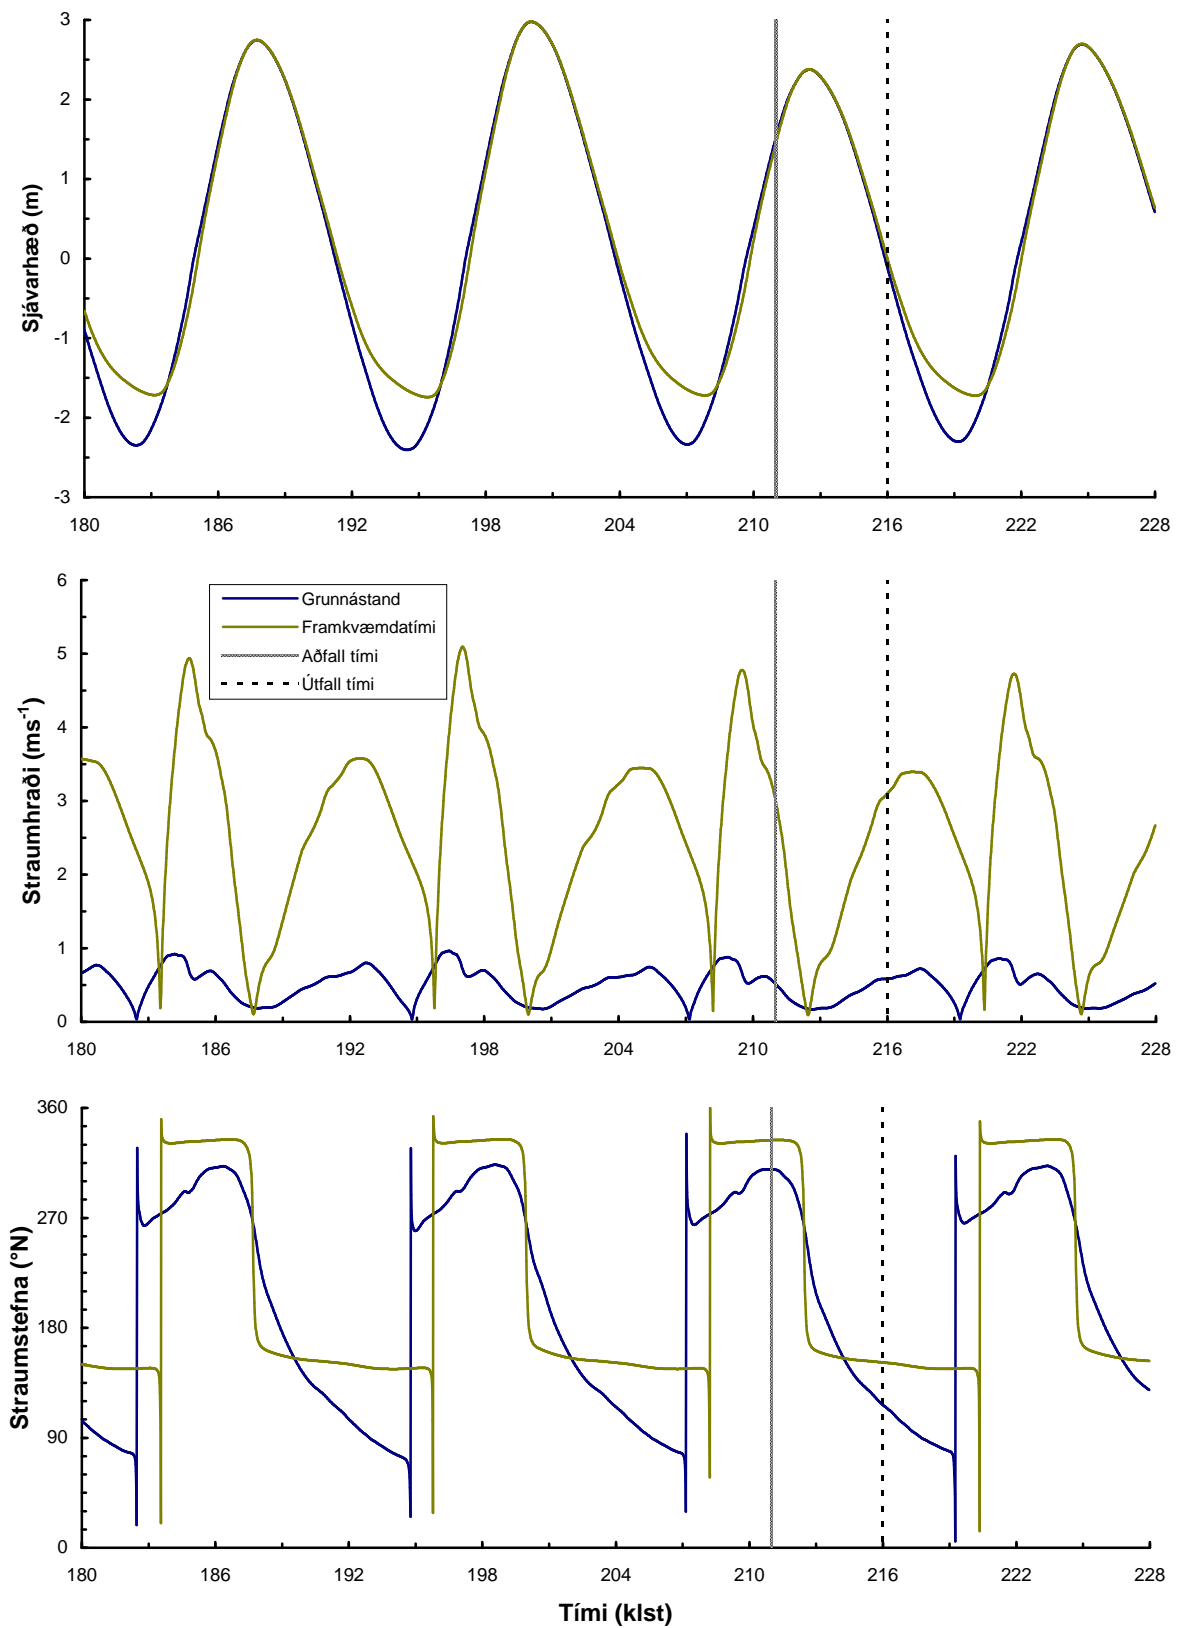 3
2
1
0
-1
-2
-3
Sjávarhæð (m)
180 186 192 198 204 210 216 222 228
6
5
4
3
2
1
0
Straumhraði (ms-1)
Grunnástand
Framkvæmdatími
Aðfall tími
Útfall tími
180 186 192 198 204 210 216 222 228
360
270
180
90
0
Straumstefna (°N)
180 186 192 198 204 210 216 222 228
Tími (klst)